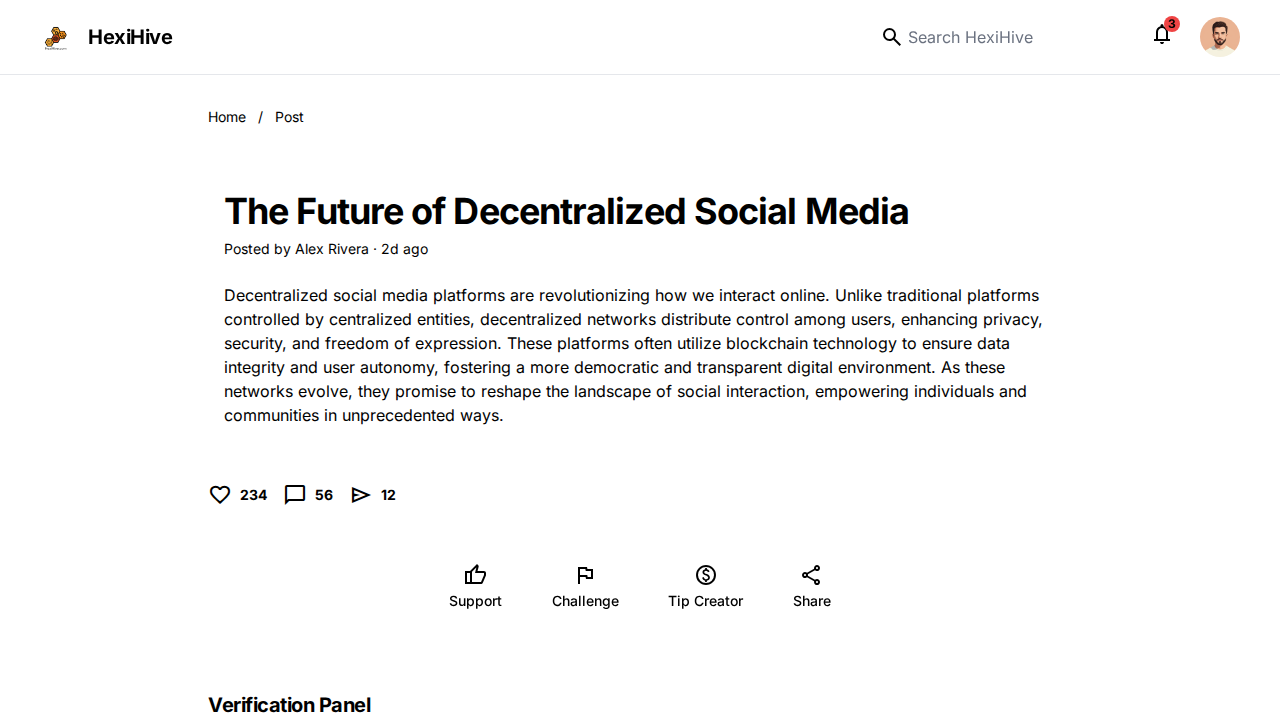 HexiHive
Search HexiHive
3
Home / Post
The Future of Decentralized Social Media
Posted by Alex Rivera · 2d ago
Decentralized social media platforms are revolutionizing how we interact online. Unlike traditional platforms
controlled by centralized entities, decentralized networks distribute control among users, enhancing privacy,
security, and freedom of expression. These platforms often utilize blockchain technology to ensure data
integrity and user autonomy, fostering a more democratic and transparent digital environment. As these
networks evolve, they promise to reshape the landscape of social interaction, empowering individuals and
communities in unprecedented ways.
234 56 12
Support Challenge Tip Creator Share
Verification Panel